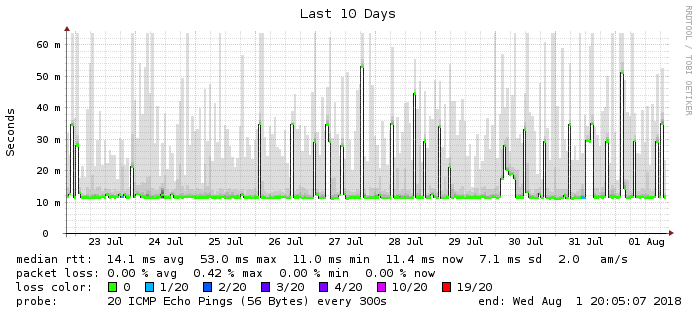 Last 10 Days
RRDTOOL / TOBI OETIKER
Seconds
60 m
50 m
40 m
30 m
20 m
10 m
0
23 Jul 24 Jul 25 Jul 26 Jul 27 Jul 28 Jul 29 Jul 30 Jul 31 Jul 01 Aug
median rtt: 14.1 ms avg 53.0 ms max 11.0 ms min 11.4 ms now 7.1 ms sd 2.0 am/s
packet loss: 0.00 % avg 0.42 % max 0.00 % min 0.00 % now
loss color: 0 1/20 2/20 3/20 4/20 10/20 19/20
probe: 20 ICMP Echo Pings (56 Bytes) every 300s end: Wed Aug 1 20:05:07 2018